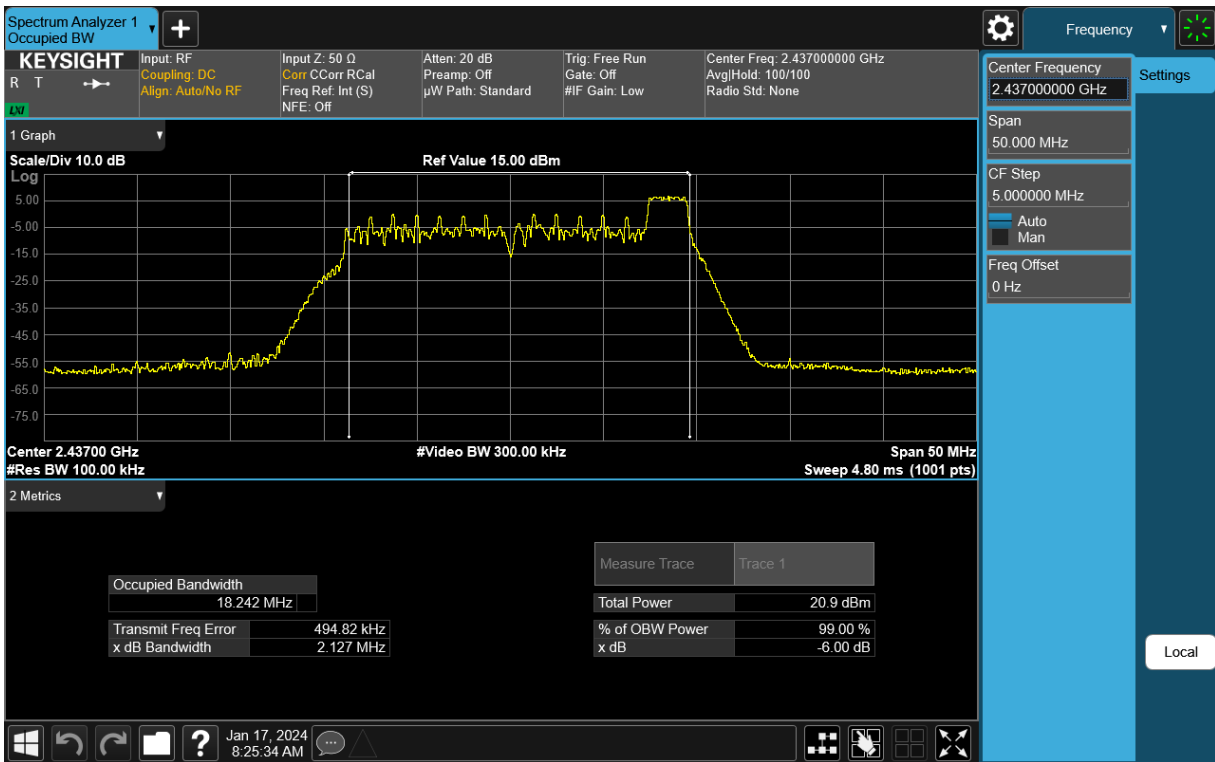 Spectrum Analyzer 1
Occupied BW
Frequency
KEYSIGHT
R T
LXI
Input: RF
Coupling: DC
Align: Auto/No RF
Input Z: 50 Ω
Corr CCorr RCal
Freq Ref: Int (S)
NFE: Off
Atten: 20 dB
Preamp: Off
µW Path: Standard
Trig: Free Run
Gate: Off
#IF Gain: Low
Center Freq: 2.437000000 GHz
Avg|Hold: 100/100
Radio Std: None
Center Frequency
2.437000000 GHz
Settings
Span
50.000 MHz
CF Step
5.000000 MHz
Auto
Man
Freq Offset
0 Hz
Local
1 Graph
Scale/Div 10.0 dB
Ref Value 15.00 dBm
Log
5.00
-5.00
-15.0
-25.0
-35.0
-45.0
-55.0
-65.0
-75.0
Center 2.43700 GHz
#Video BW 300.00 kHz
Span 50 MHz
#Res BW 100.00 kHz
Sweep 4.80 ms (1001 pts)
2 Metrics
Measure Trace Trace 1
Occupied Bandwidth
18.242 MHz
Total Power 20.9 dBm
Transmit Freq Error 494.82 kHz
% of OBW Power 99.00 %
x dB Bandwidth 2.127 MHz
x dB -6.00 dB
?
Jan 17, 2024
8:25:34 AM